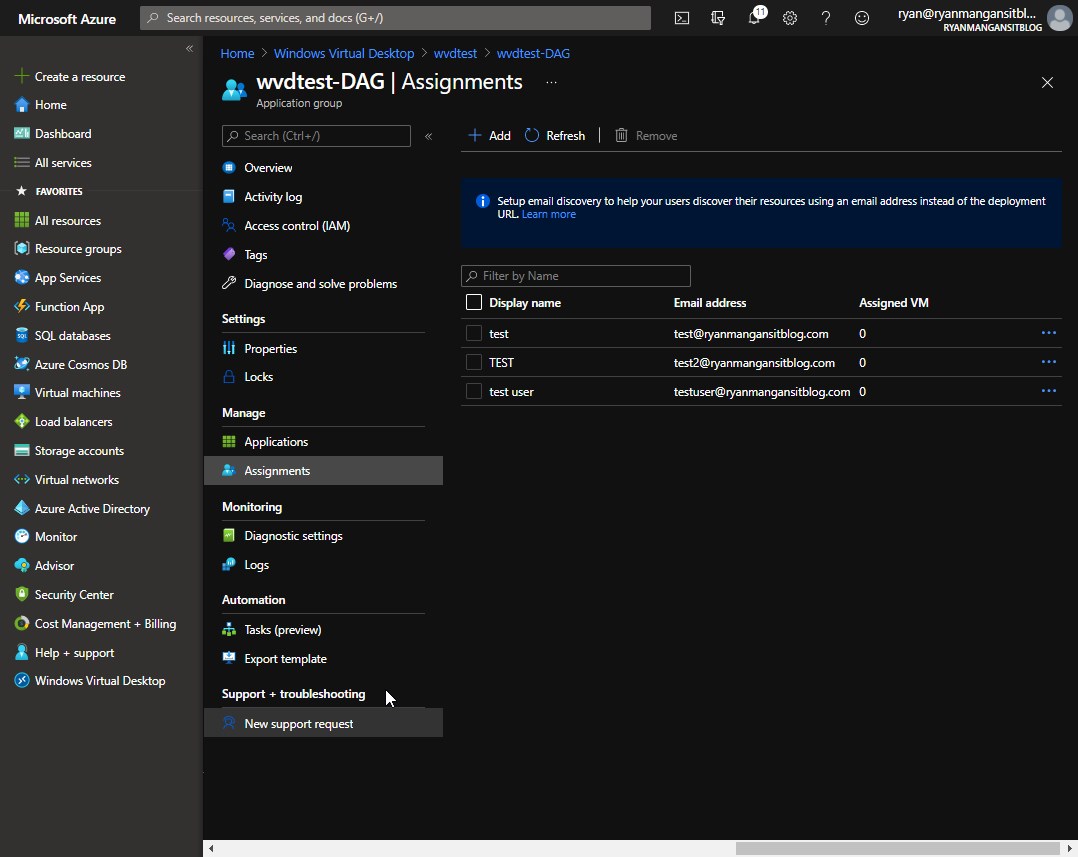 Microsoft Azure
Search resources, services, and docs (G+/)
11
ryan@ryanmangansitbl...
RYANMANGANSITBLOG
«
Create a resource
Home
Dashboard
All services
FAVORITES
All resources
Resource groups
App Services
Function App
SQL databases
Azure Cosmos DB
Virtual machines
Load balancers
Storage accounts
Virtual networks
Azure Active Directory
Monitor
Advisor
Security Center
Cost Management + Billing
Help + support
Windows Virtual Desktop
Home > Windows Virtual Desktop > wvdtest > wvdtest-DAG
wvdtest-DAG | Assignments ...
Application group
Search (Ctrl+/) «
Overview
Activity log
Access control (IAM)
Tags
Diagnose and solve problems
Settings
Properties
Locks
Manage
Applications
Assignments
Monitoring
Diagnostic settings
Logs
Automation
Tasks (preview)
Export template
Support + troubleshooting
New support request
Add Refresh | Remove
Setup email discovery to help your users discover their resources using an email address instead of the deployment
URL. Learn more
Filter by Name
Display name Email address Assigned VM
test test@ryanmangansitblog.com 0 ...
TEST test2@ryanmangansitblog.com 0 ...
test user testuser@ryanmangansitblog.com 0 ...